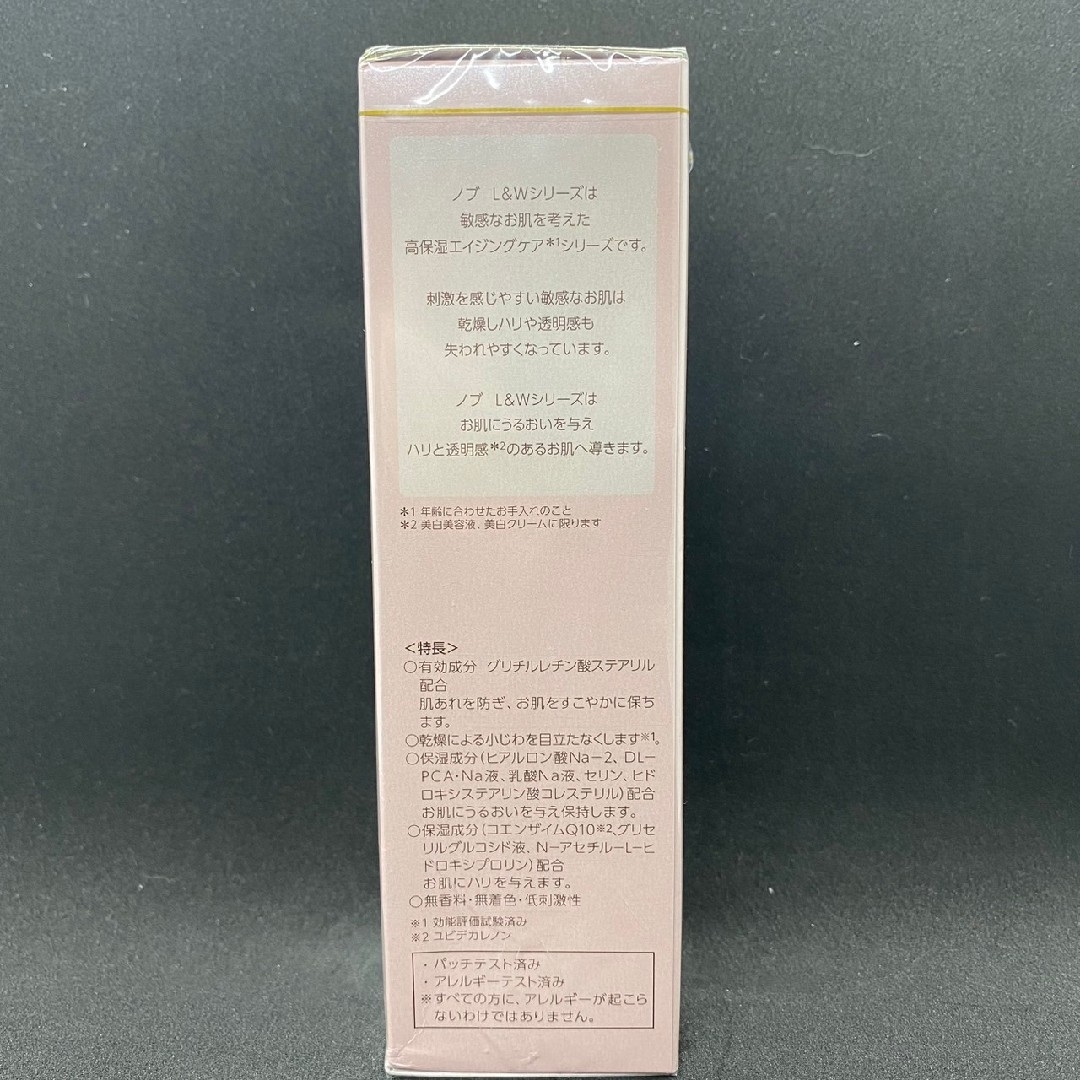 ノブ L&Wシリーズは
敏感なお肌を考えた
高保湿エイジングケア*1シリーズです。
刺激を感じやすい敏感なお肌は
乾燥しハリや透明感も
失われやすくなっています。
ノブ L&Wシリーズは
お肌にうるおいを与え
ハリと透明感*2のあるお肌へ導きます。
*1 年齢に合わせたお手入れのこと
*2 美白美容液、美白クリームに限ります
<特長>
○有効成分 グリチルレチン酸ステアリル
配合
肌あれを防ぎ、お肌をすこやかに保ち
ます。
○乾燥による小じわを目立たなくします※1。
○保湿成分(ヒアルロン酸Na-2、DL-
PCA・Na液、乳酸Na液、セリン、ヒド
ロキシステアリン酸コレステリル)配合
お肌にうるおいを与え保持します。
○保湿成分(コエンザイムQ10※2、グリセ
リルグルコシド液、N-アセチル-L-ヒ
ドロキシプロリン)配合
お肌にハリを与えます。
○無香料・無着色・低刺激性
※1 効能評価試験済み
※2 ユビデカレノン
・パッチテスト済み
・アレルギーテスト済み
※すべての方に、アレルギーが起こら
ないわけではありません。